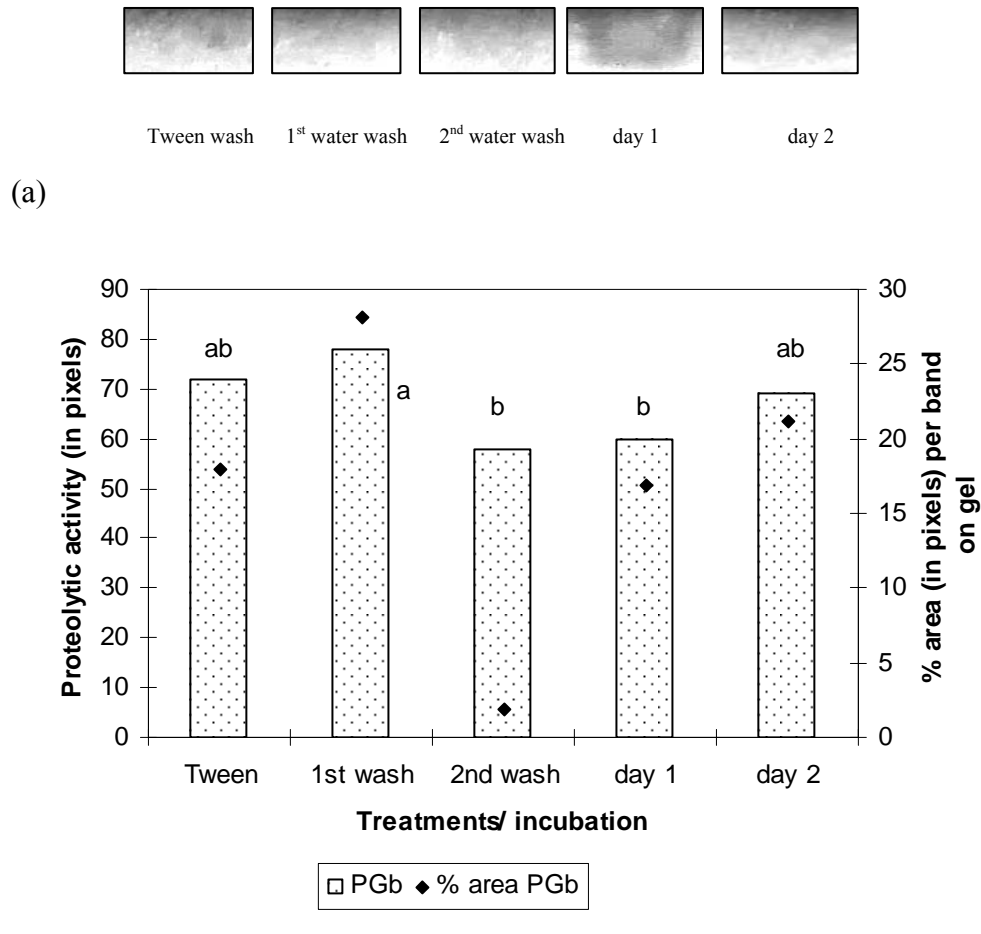 Tween wash 1st water wash 2nd water wash day 1 day 2
(a)
90
80
70
60
50
40
30
20
10
0
Proteolytic activity (in pixels)
ab
a
b
b
ab
30
25
20
15
10
5
0
% area (in pixels) per band
on gel
Tween 1st wash 2nd wash day 1 day 2
Treatments/ incubation
PGb % area PGb